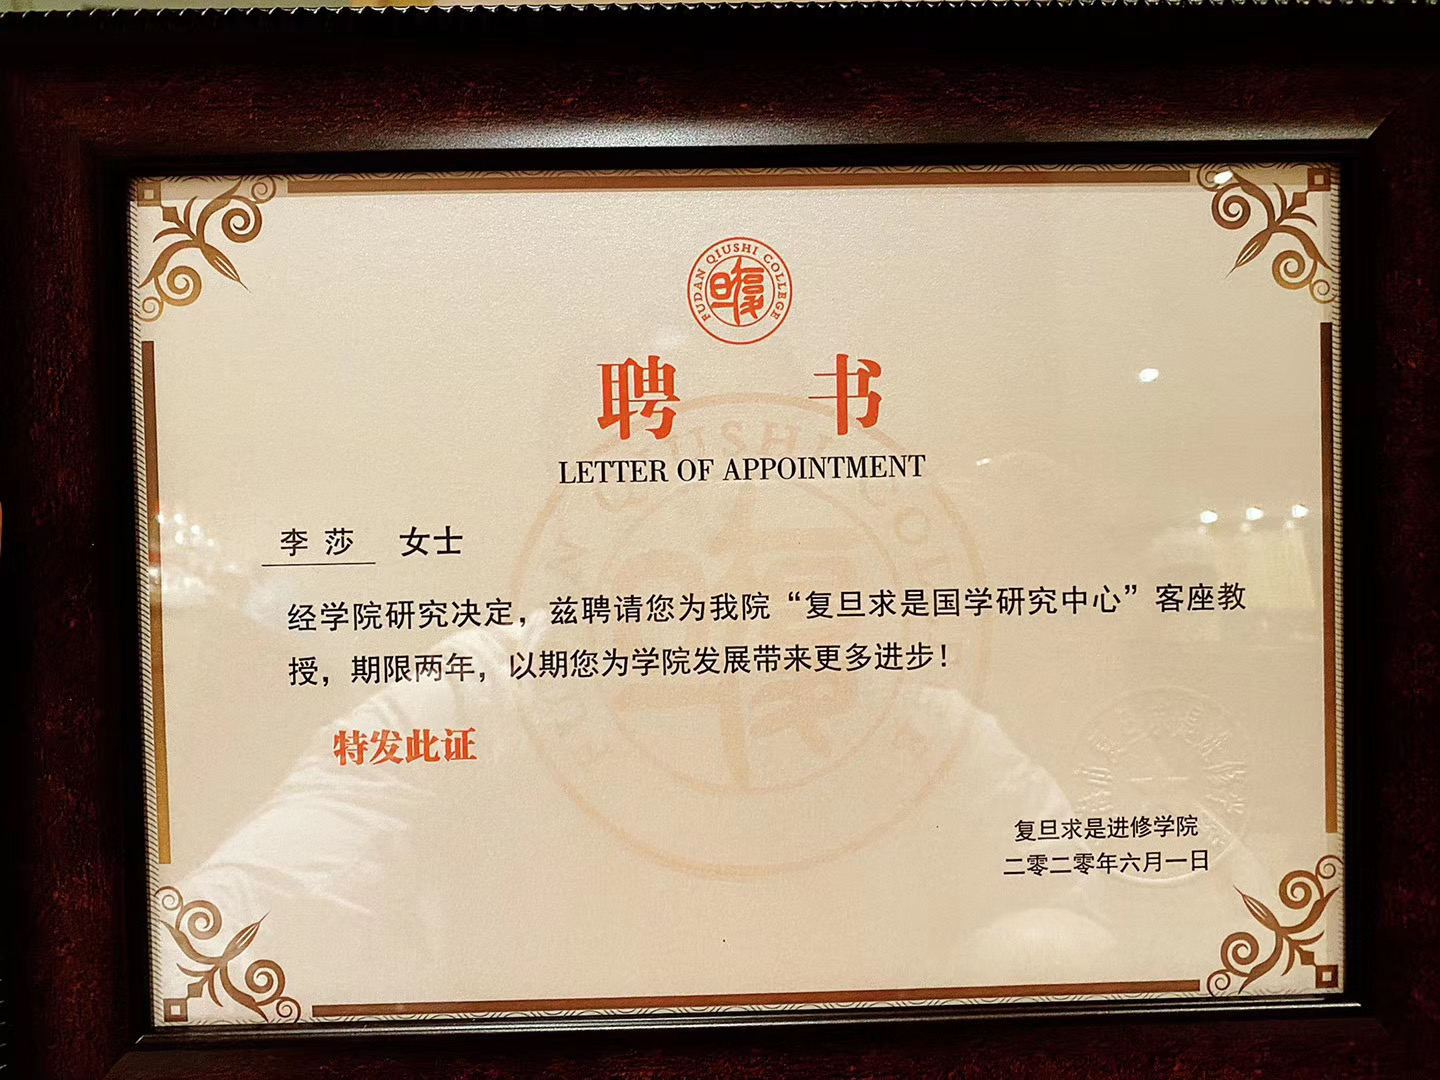 FUDAN QIUSHI COLLEGE
聘 书
LETTER OF APPOINTMENT
李 莎 女士
经学院研究决定，兹聘请您为我院“复旦求是国学研究中心”客座教
授，期限两年，以期您为学院发展带来更多进步！
特发此证
复旦求是进修学院
二零二零年六月一日